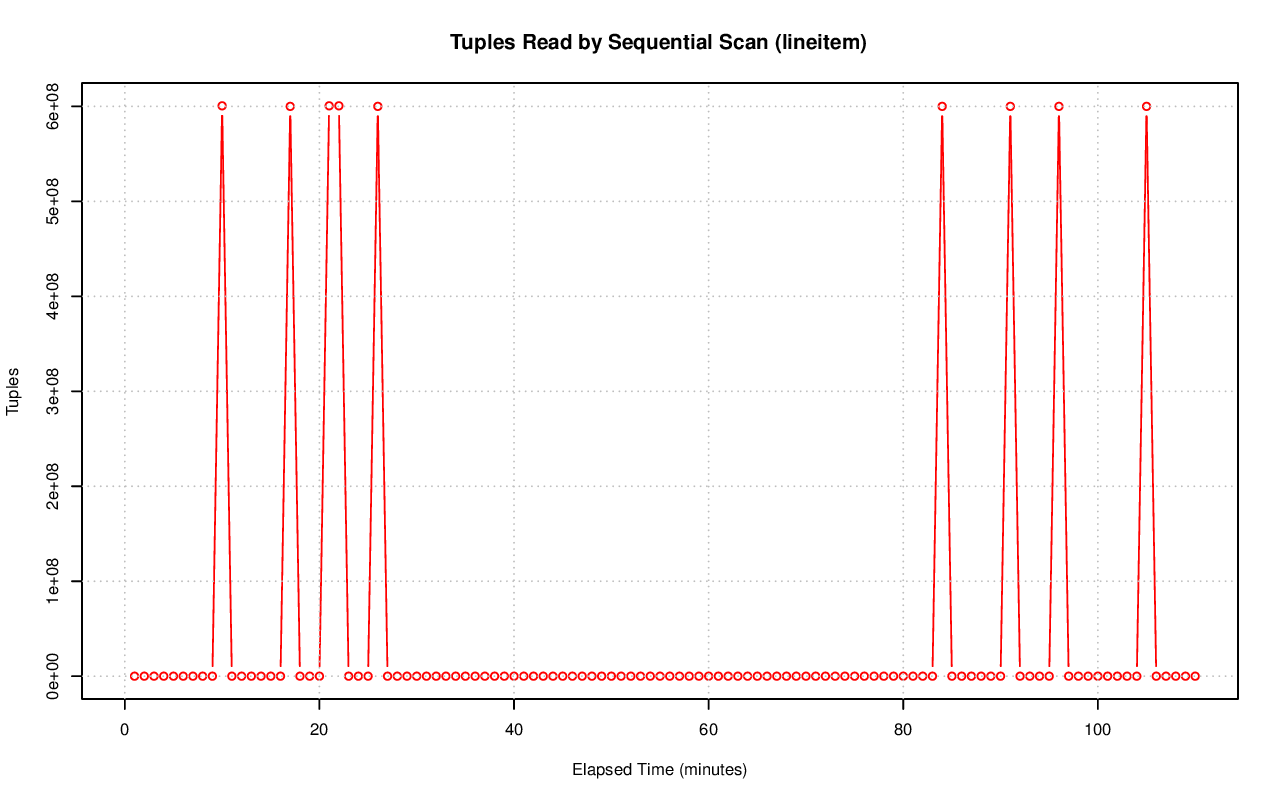 Tuples Read by Sequential Scan (lineitem)
Tuples
6e+08
5e+08
4e+08
3e+08
2e+08
1e+08
0e+00
0 20 40 60 80 100
Elapsed Time (minutes)